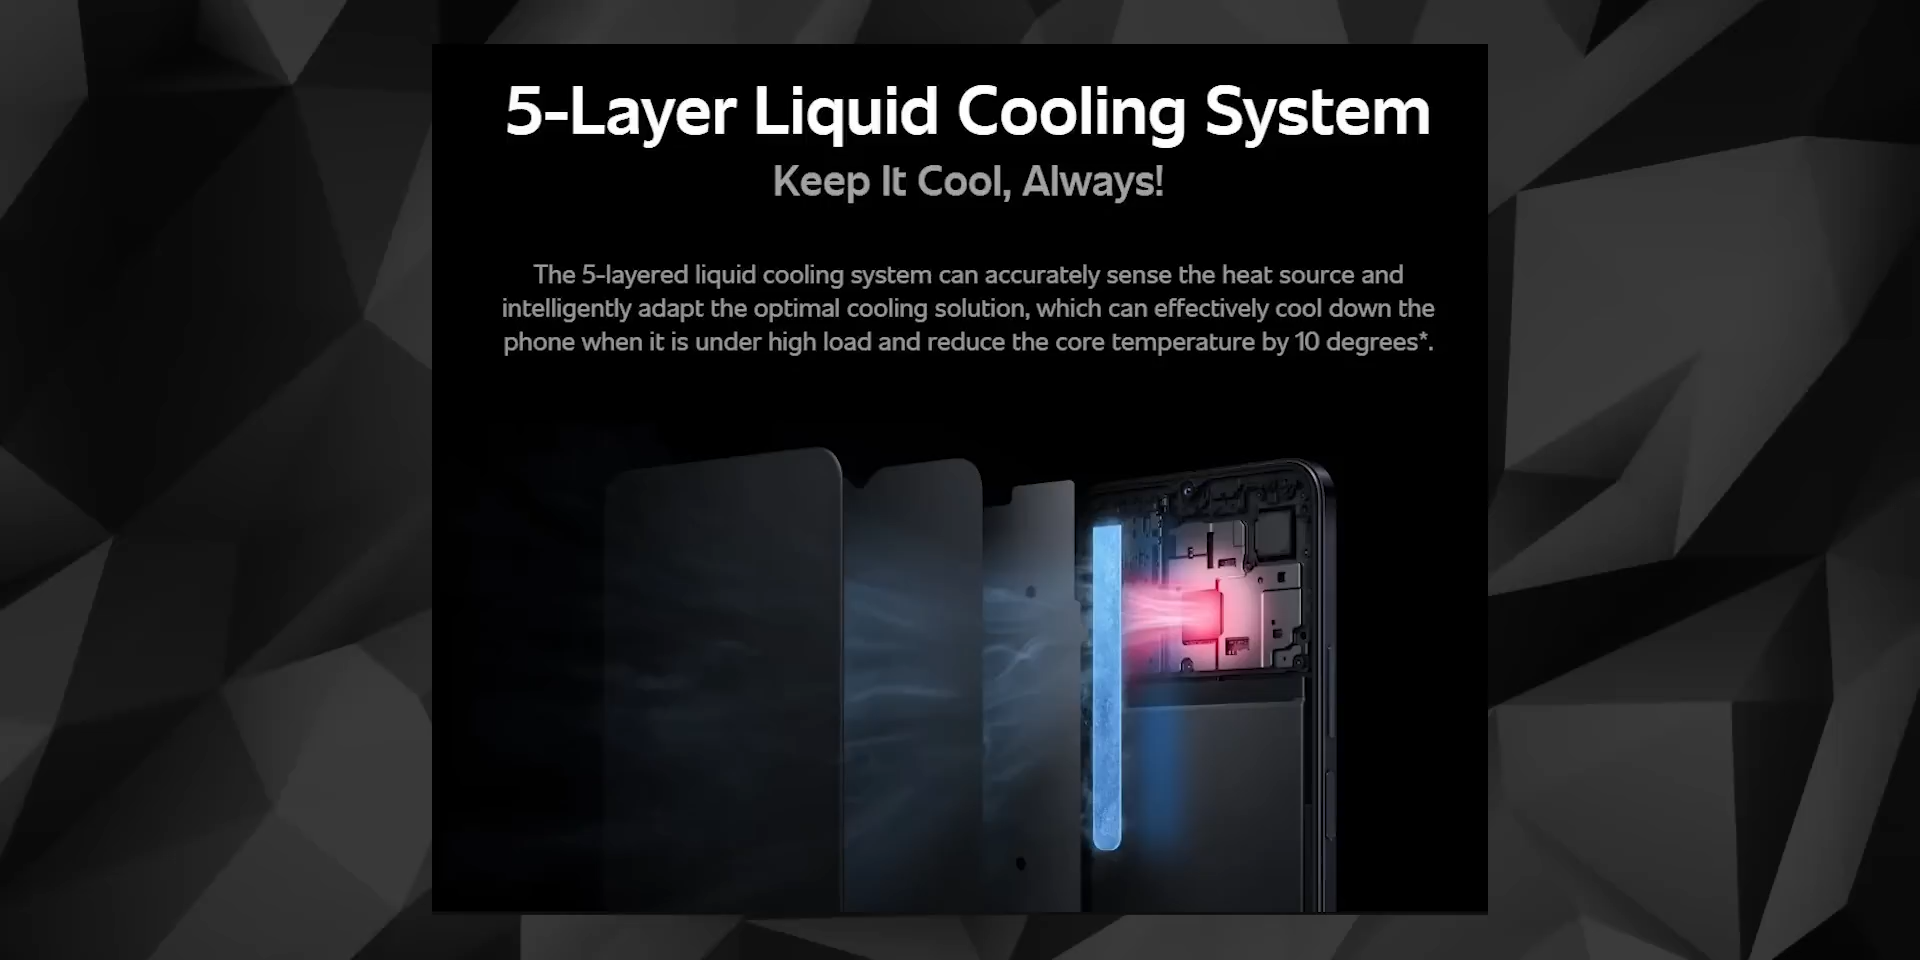 5-Layer Liquid Cooling System
Keep It Cool, Always!
The 5-layered liquid cooling system can accurately sense the heat source and
intelligently adapt the optimal cooling solution, which can effectively cool down the
phone when it is under high load and reduce the core temperature by 10 degrees*.